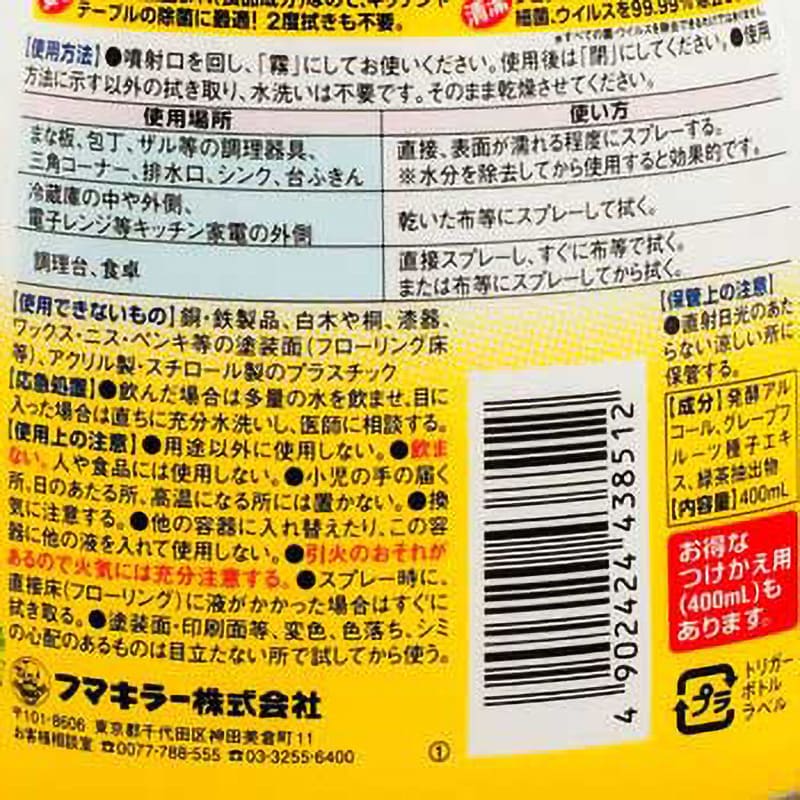 テーブルの除菌に最適!2度拭きも不要。
清潔
細菌、ウイルスを99.99%除去
【使用方法】●噴射口を回し、「霧」にしてお使いください。使用後は「閉」にしてください。●使用
方法に示す以外の拭き取り、水洗いは不要です。そのまま乾燥させてください。
使用場所
使い方
まな板、包丁、ザル等の調理器具、
三角コーナー、排水口、シンク、台ふきん
直接、表面が濡れる程度にスプレーする。
※水分を除去してから使用すると効果的です。
冷蔵庫の中や外側、
電子レンジ等キッチン家電の外側
乾いた布等にスプレーして拭く。
調理台、食卓
直接スプレーし、すぐに布等で拭く。
または布等にスプレーしてから拭く。
【使用できないもの】銅・鉄製品、白木や桐、漆器、
ワックス・ニス・ペンキ等の塗装面(フローリング床
等)、アクリル製・スチロール製のプラスチック
【応急処置】●飲んだ場合は多量の水を飲ませ、目に
入った場合は直ちに充分水洗いし、医師に相談する。
【使用上の注意】●用途以外に使用しない。●飲ま
ない。人や食品には使用しない。●小児の手の届く
所、日のあたる所、高温になる所には置かない。●換
気に注意する。●他の容器に入れ替えたり、この容
器に他の液を入れて使用しない。●引火のおそれが
あるので火気には充分注意する。●スプレー時に、
直接床(フローリング)に液がかかった場合はすぐに
拭き取る。●塗装面・印刷面等、変色、色落ち、シミ
の心配のあるものは目立たない所で試してから使う。
フマキラー株式会社
〒101-8606 東京都千代田区神田美倉町11
お客様相談室 ☎0077-788-555 ☎03-3255-6400
①
4 902424 438512
【保管上の注意】
●直射日光のあた
らない涼しい所に
保管する。
【成分】発酵アル
コール、グレープフ
ルーツ種子エキ
ス、緑茶抽出物
【内容量】400mL
お得な
つけかえ用
(400mL)も
あります。
プラ
トリガー
ボトル
ラベル